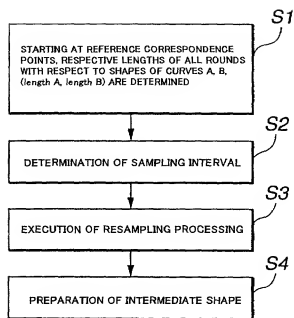 S1
STARTING AT REFERENCE CORRESPONDENCE
POINTS, RESPECTIVE LENGTHS OF ALL ROUNDS
WITH RESPECT TO SHAPES OF CURVES A, B,
(length A, length B) ARE DETERMINED
S2
DETERMINATION OF SAMPLING INTERVAL
S3
EXECUTION OF RESAMPLING PROCESSING
S4
PREPARATION OF INTERMEDIATE SHAPE